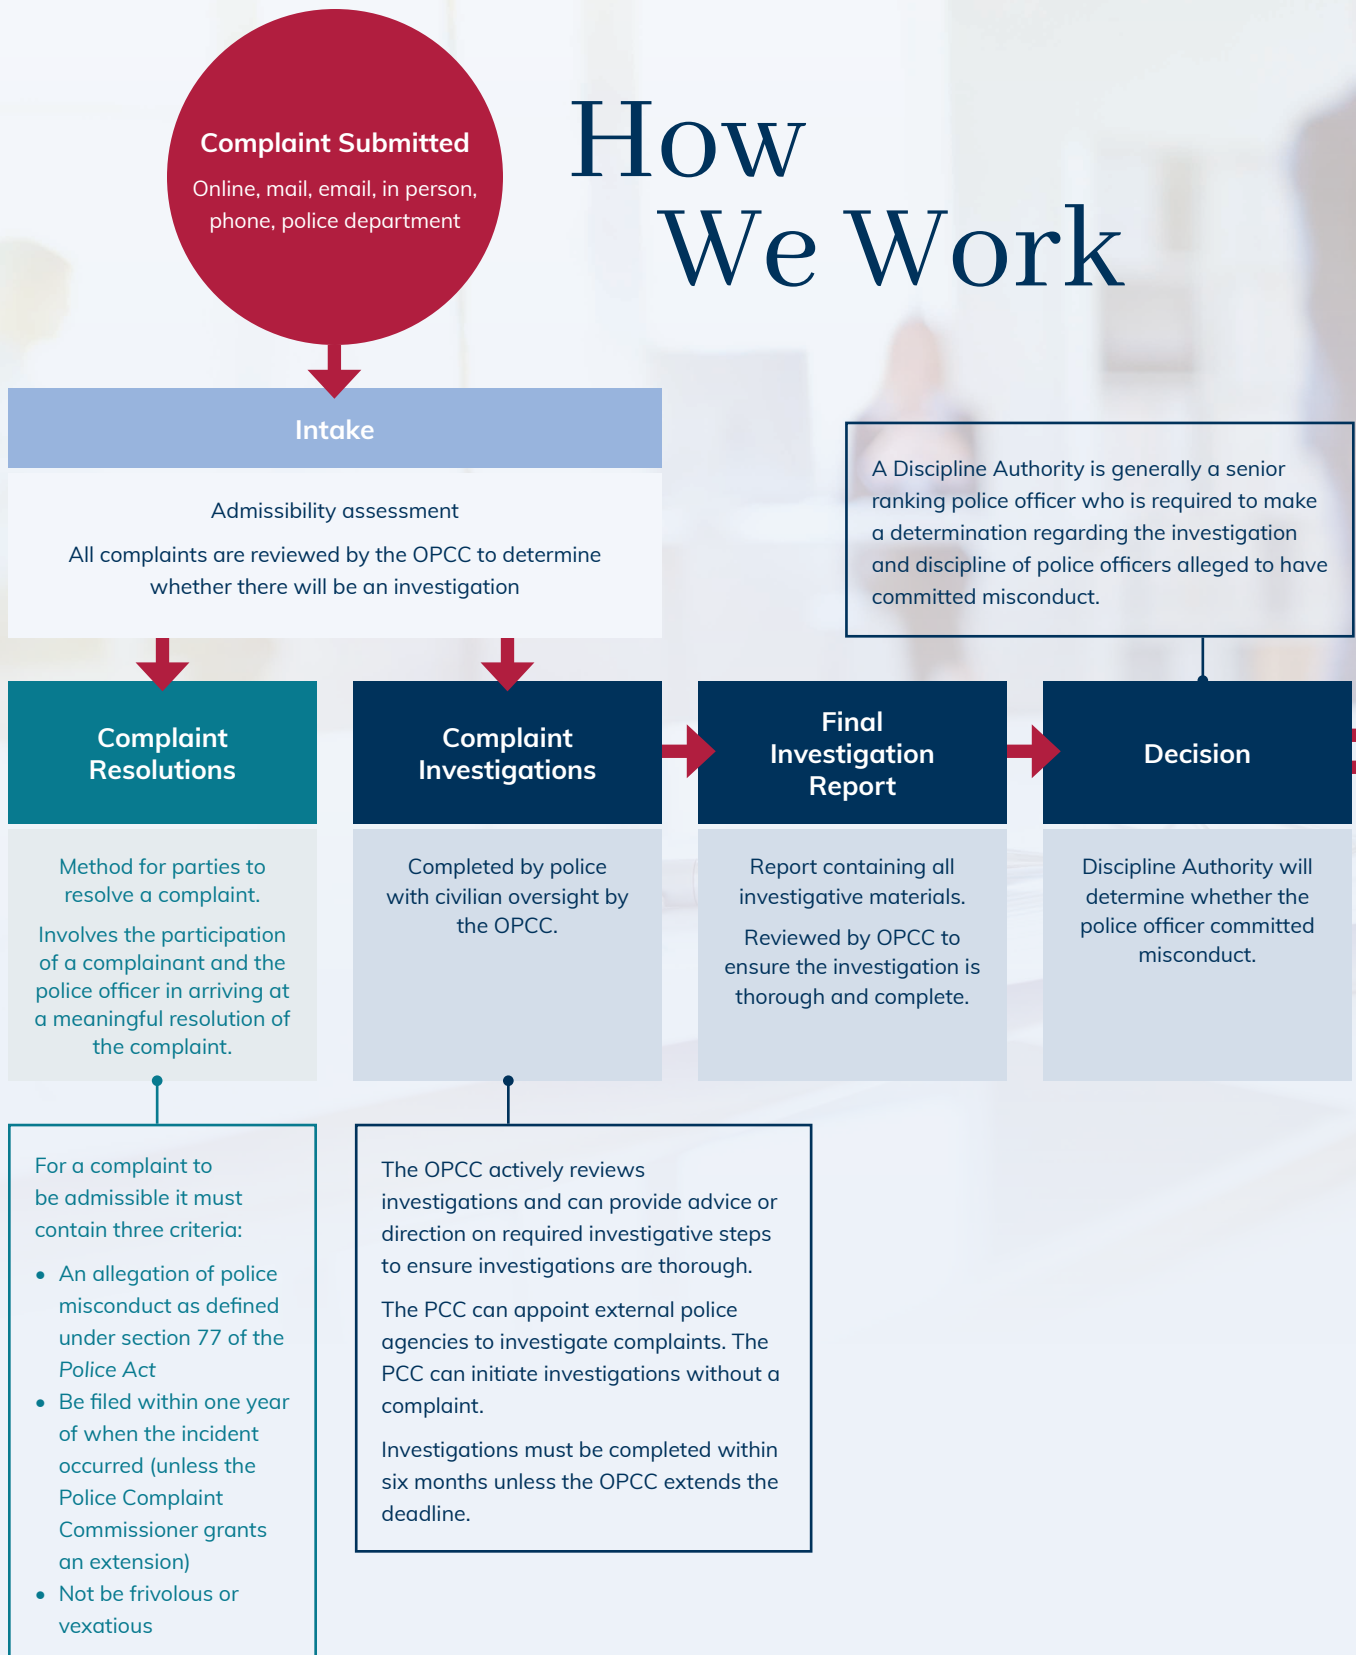 Complaint Submitted
Online, mail, email, in person,
phone, police department
How
We Work
Intake
Admissibility assessment
All complaints are reviewed by the OPCC to determine
whether there will be an investigation
A Discipline Authority is generally a senior
ranking police officer who is required to make
a determination regarding the investigation
and discipline of police officers alleged to have
committed misconduct.
Complaint
Resolutions
Method for parties to
resolve a complaint.
Involves the participation
of a complainant and the
police officer in arriving at
a meaningful resolution of
the complaint.
Complaint
Investigations
Completed by police
with civilian oversight by
the OPCC.
Final
Investigation
Report
Report containing all
investigative materials.
Reviewed by OPCC to
ensure the investigation is
thorough and complete.
Decision
Discipline Authority will
determine whether the
police officer committed
misconduct.
For a complaint to
be admissible it must
contain three criteria:
• An allegation of police
misconduct as defined
under section 77 of the
Police Act
• Be filed within one year
of when the incident
occurred (unless the
Police Complaint
Commissioner grants
an extension)
• Not be frivolous or
vexatious
The OPCC actively reviews
investigations and can provide advice or
direction on required investigative steps
to ensure investigations are thorough.
The PCC can appoint external police
agencies to investigate complaints. The
PCC can initiate investigations without a
complaint.
Investigations must be completed within
six months unless the OPCC extends the
deadline.